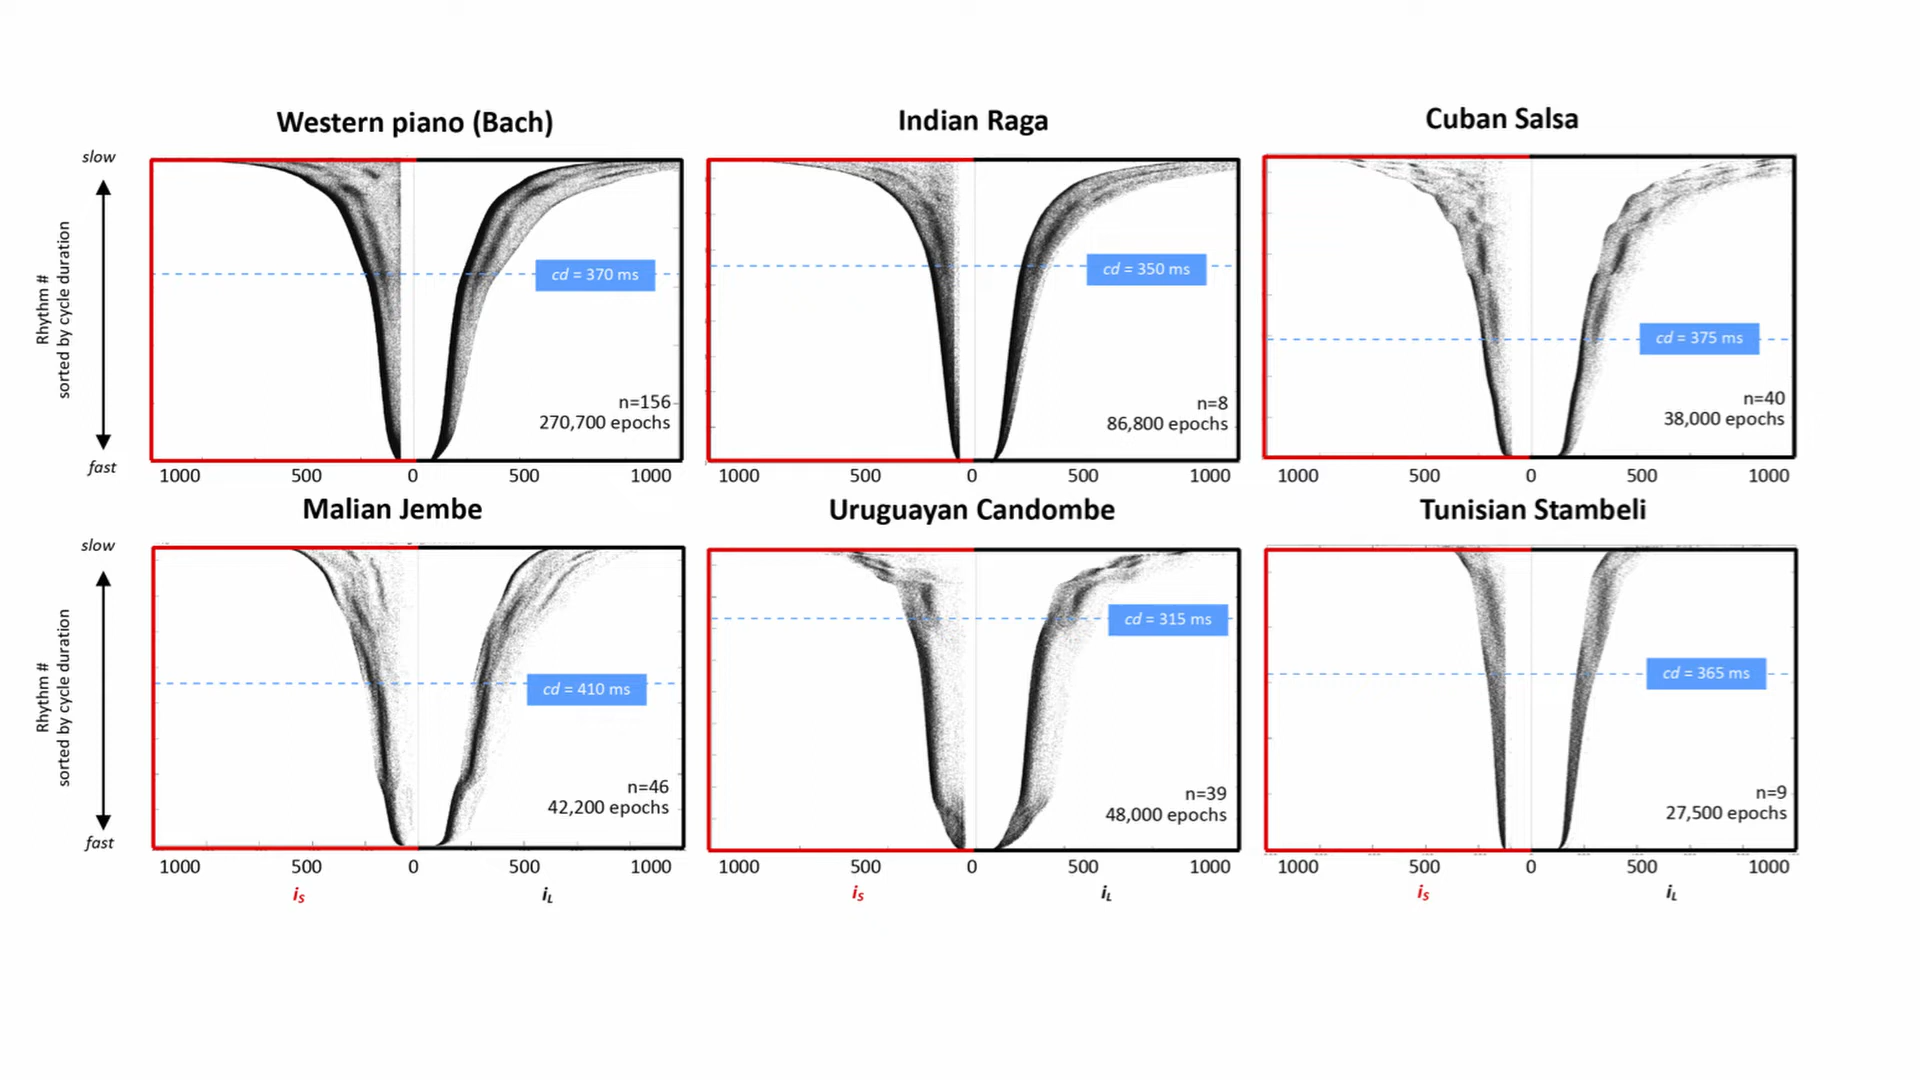 Western piano (Bach)
Indian Raga
Cuban Salsa
slow
Rhythm #
sorted by cycle duration
fast
cd = 370 ms
n=156
270,700 epochs
1000 500 0 500 1000
cd = 350 ms
n=8
86,800 epochs
1000 500 0 500 1000
cd = 375 ms
n=40
38,000 epochs
1000 500 0 500 1000
Malian Jembe
Uruguayan Candombe
Tunisian Stambeli
slow
Rhythm #
sorted by cycle duration
fast
cd = 410 ms
n=46
42,200 epochs
1000 500 0 500 1000
iS iL
cd = 315 ms
n=39
48,000 epochs
1000 500 0 500 1000
iS iL
cd = 365 ms
n=9
27,500 epochs
1000 500 0 500 1000
iS iL